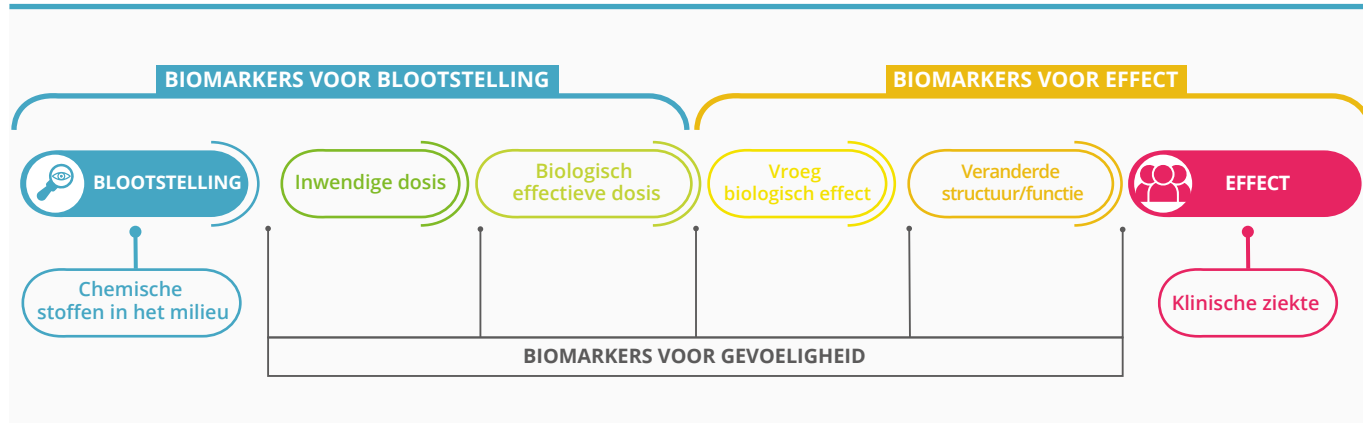 BIOMARKERS VOOR BLOOTSTELLING
BIOMARKERS VOOR EFFECT
BLOOTSTELLING
Inwendige dosis
Biologisch
effectieve dosis
Vroeg
biologisch effect
Veranderde
structuur/functie
EFFECT
Chemische
stoffen in het milieu
Klinische ziekte
BIOMARKERS VOOR GEVOELIGHEID